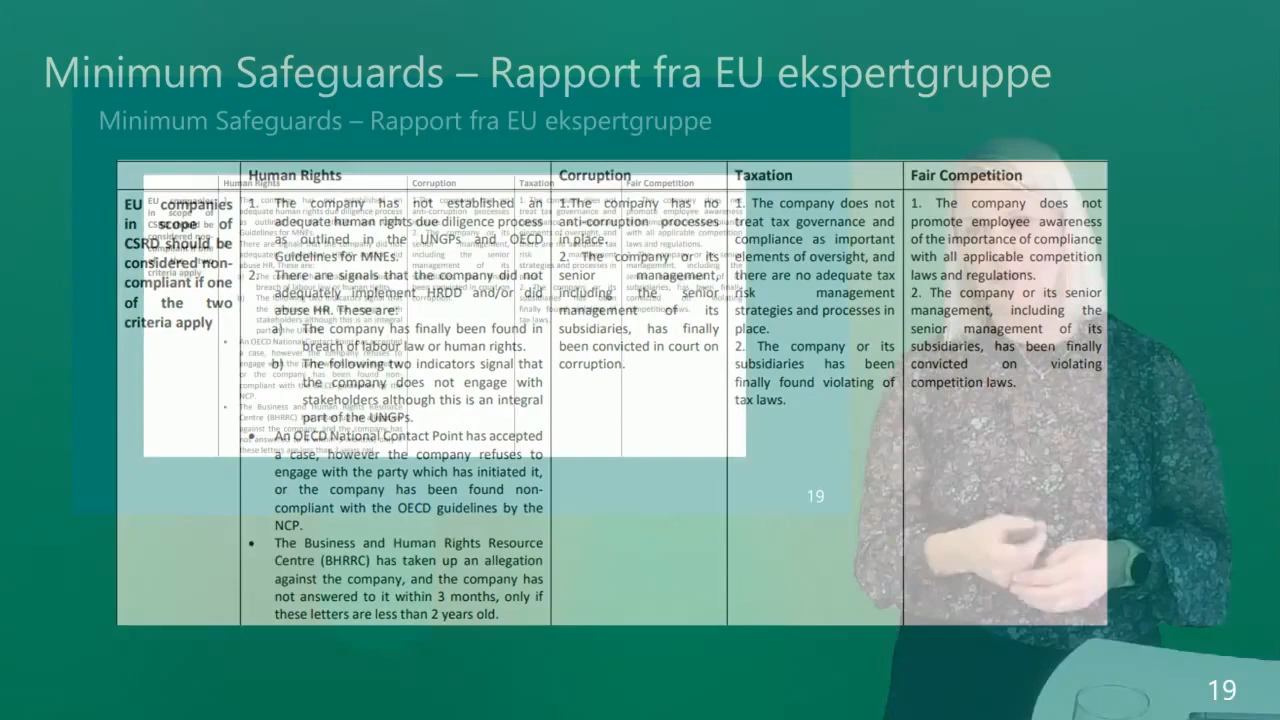 Minimum Safeguards – Rapport fra EU ekspertgruppe
Minimum Safeguards – Rapport fra EU ekspertgruppe
Human Rights
Corruption
Taxation
Fair Competition
EU companies
in scope of
CSRD should be
considered non-
compliant if one
of the two
criteria apply
1. The company has not established an
adequate human rights due diligence process
as outlined in the UNGPs and OECD
Guidelines for MNEs.
2. There are signals that the company did not
adequately implement HRDD and/or did
abuse HR. These are:
a) The company has finally been found in
breach of labour law or human rights.
b) The following two indicators signal that
the company does not engage with
stakeholders although this is an integral
part of the UNGPs.
• An OECD National Contact Point has accepted
a case, however the company refuses to
engage with the party which has initiated it,
or the company has been found non-
compliant with the OECD guidelines by the
NCP.
• The Business and Human Rights Resource
Centre (BHRRC) has taken up an allegation
against the company, and the company has
not answered to it within 3 months, only if
these letters are less than 2 years old.
1.The company has no
anti-corruption processes
in place.
2. The company or its
senior management,
including the senior
management of its
subsidiaries, has finally
been convicted in court on
corruption.
1. The company does not
treat tax governance and
compliance as important
elements of oversight, and
there are no adequate tax
risk management
strategies and processes in
place.
2. The company or its
subsidiaries has been
finally found violating of
tax laws.
1. The company does not
promote employee awareness
of the importance of compliance
with all applicable competition
laws and regulations.
2. The company or its senior
management, including the
senior management of its
subsidiaries, has been finally
convicted on violating
competition laws.
19
19